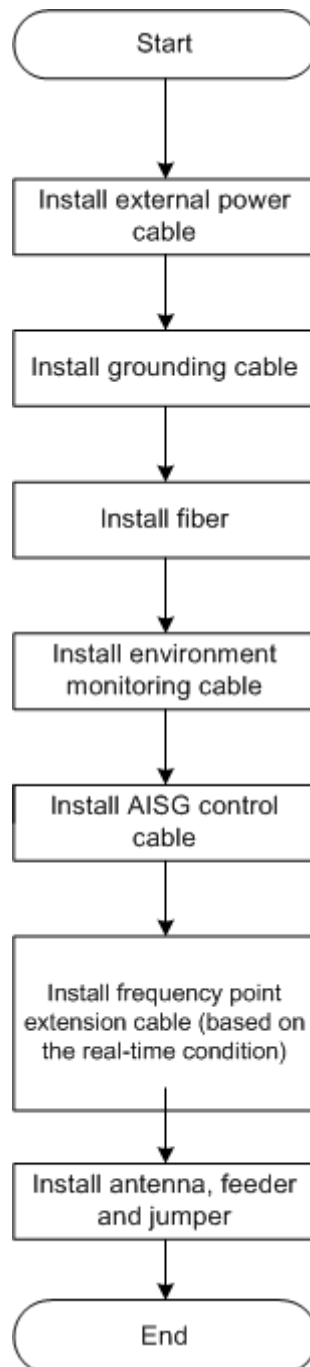 Start
Install external power
cable
Install grounding cable
Install fiber
Install environment
monitoring cable
Install AISG control
cable
Install frequency point
extension cable (based on
the real-time condition)
Install antenna, feeder
and jumper
End